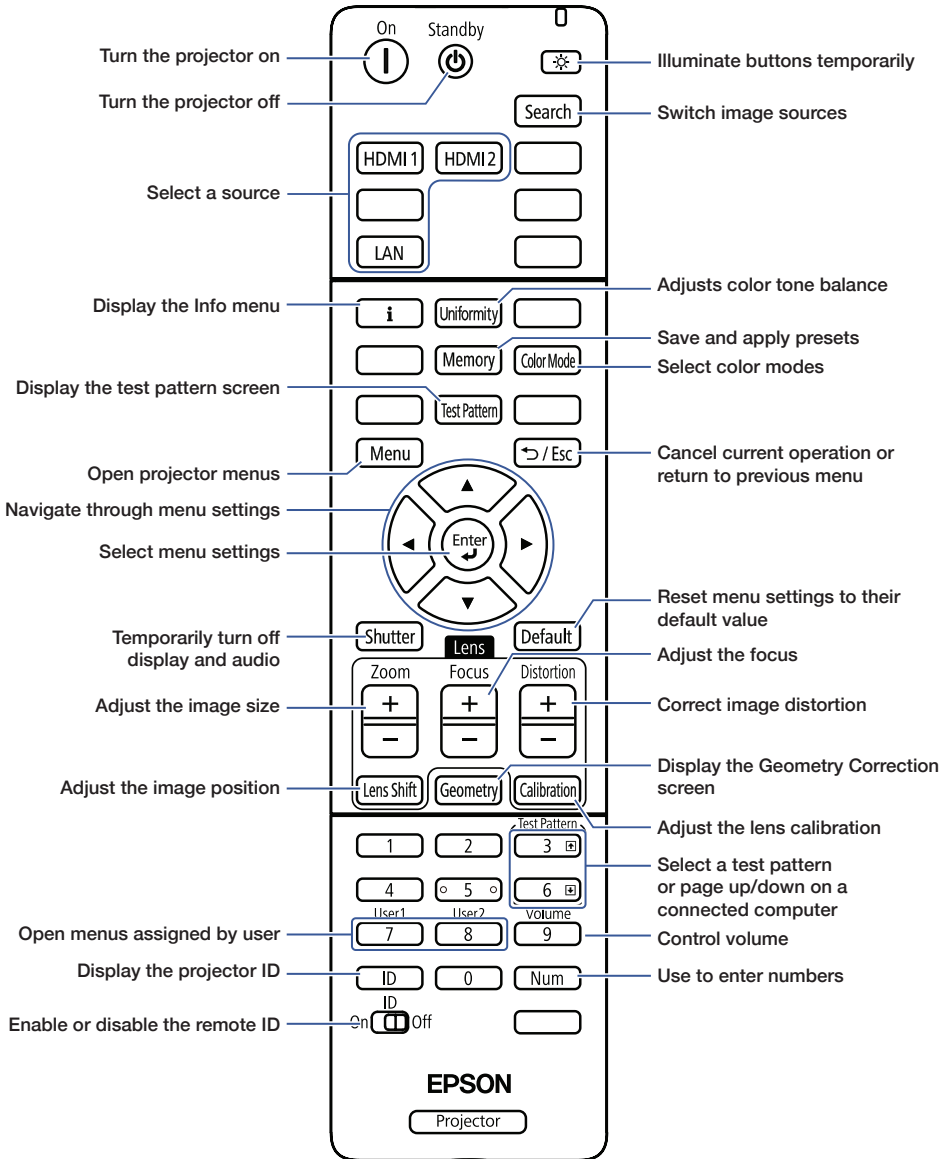 On
Standby
Turn the projector on
Illuminate buttons temporarily
Turn the projector off
Search
Switch image sources
HDMI 1
HDMI 2
Select a source
LAN
Adjusts color tone balance
Display the Info menu
i
Uniformity
Save and apply presets
Memory
Color Mode
Select color modes
Display the test pattern screen
Test Pattern
Menu
/ Esc
Cancel current operation or
return to previous menu
Open projector menus
Navigate through menu settings
Enter
Select menu settings
Reset menu settings to their
default value
Temporarily turn off
display and audio
Shutter
Lens
Default
Adjust the focus
Zoom
Focus
Distortion
Adjust the image size
+
+
+
Correct image distortion
–
–
–
Display the Geometry Correction
screen
Adjust the image position
Lens Shift
Geometry
Calibration
Adjust the lens calibration
Test Pattern
1
2
3
Select a test pattern
or page up/down on a
connected computer
4
5
6
User1
User2
Volume
Open menus assigned by user
7
8
9
Control volume
Display the projector ID
ID
0
Num
Use to enter numbers
ID
Enable or disable the remote ID
On
Off
EPSON
Projector